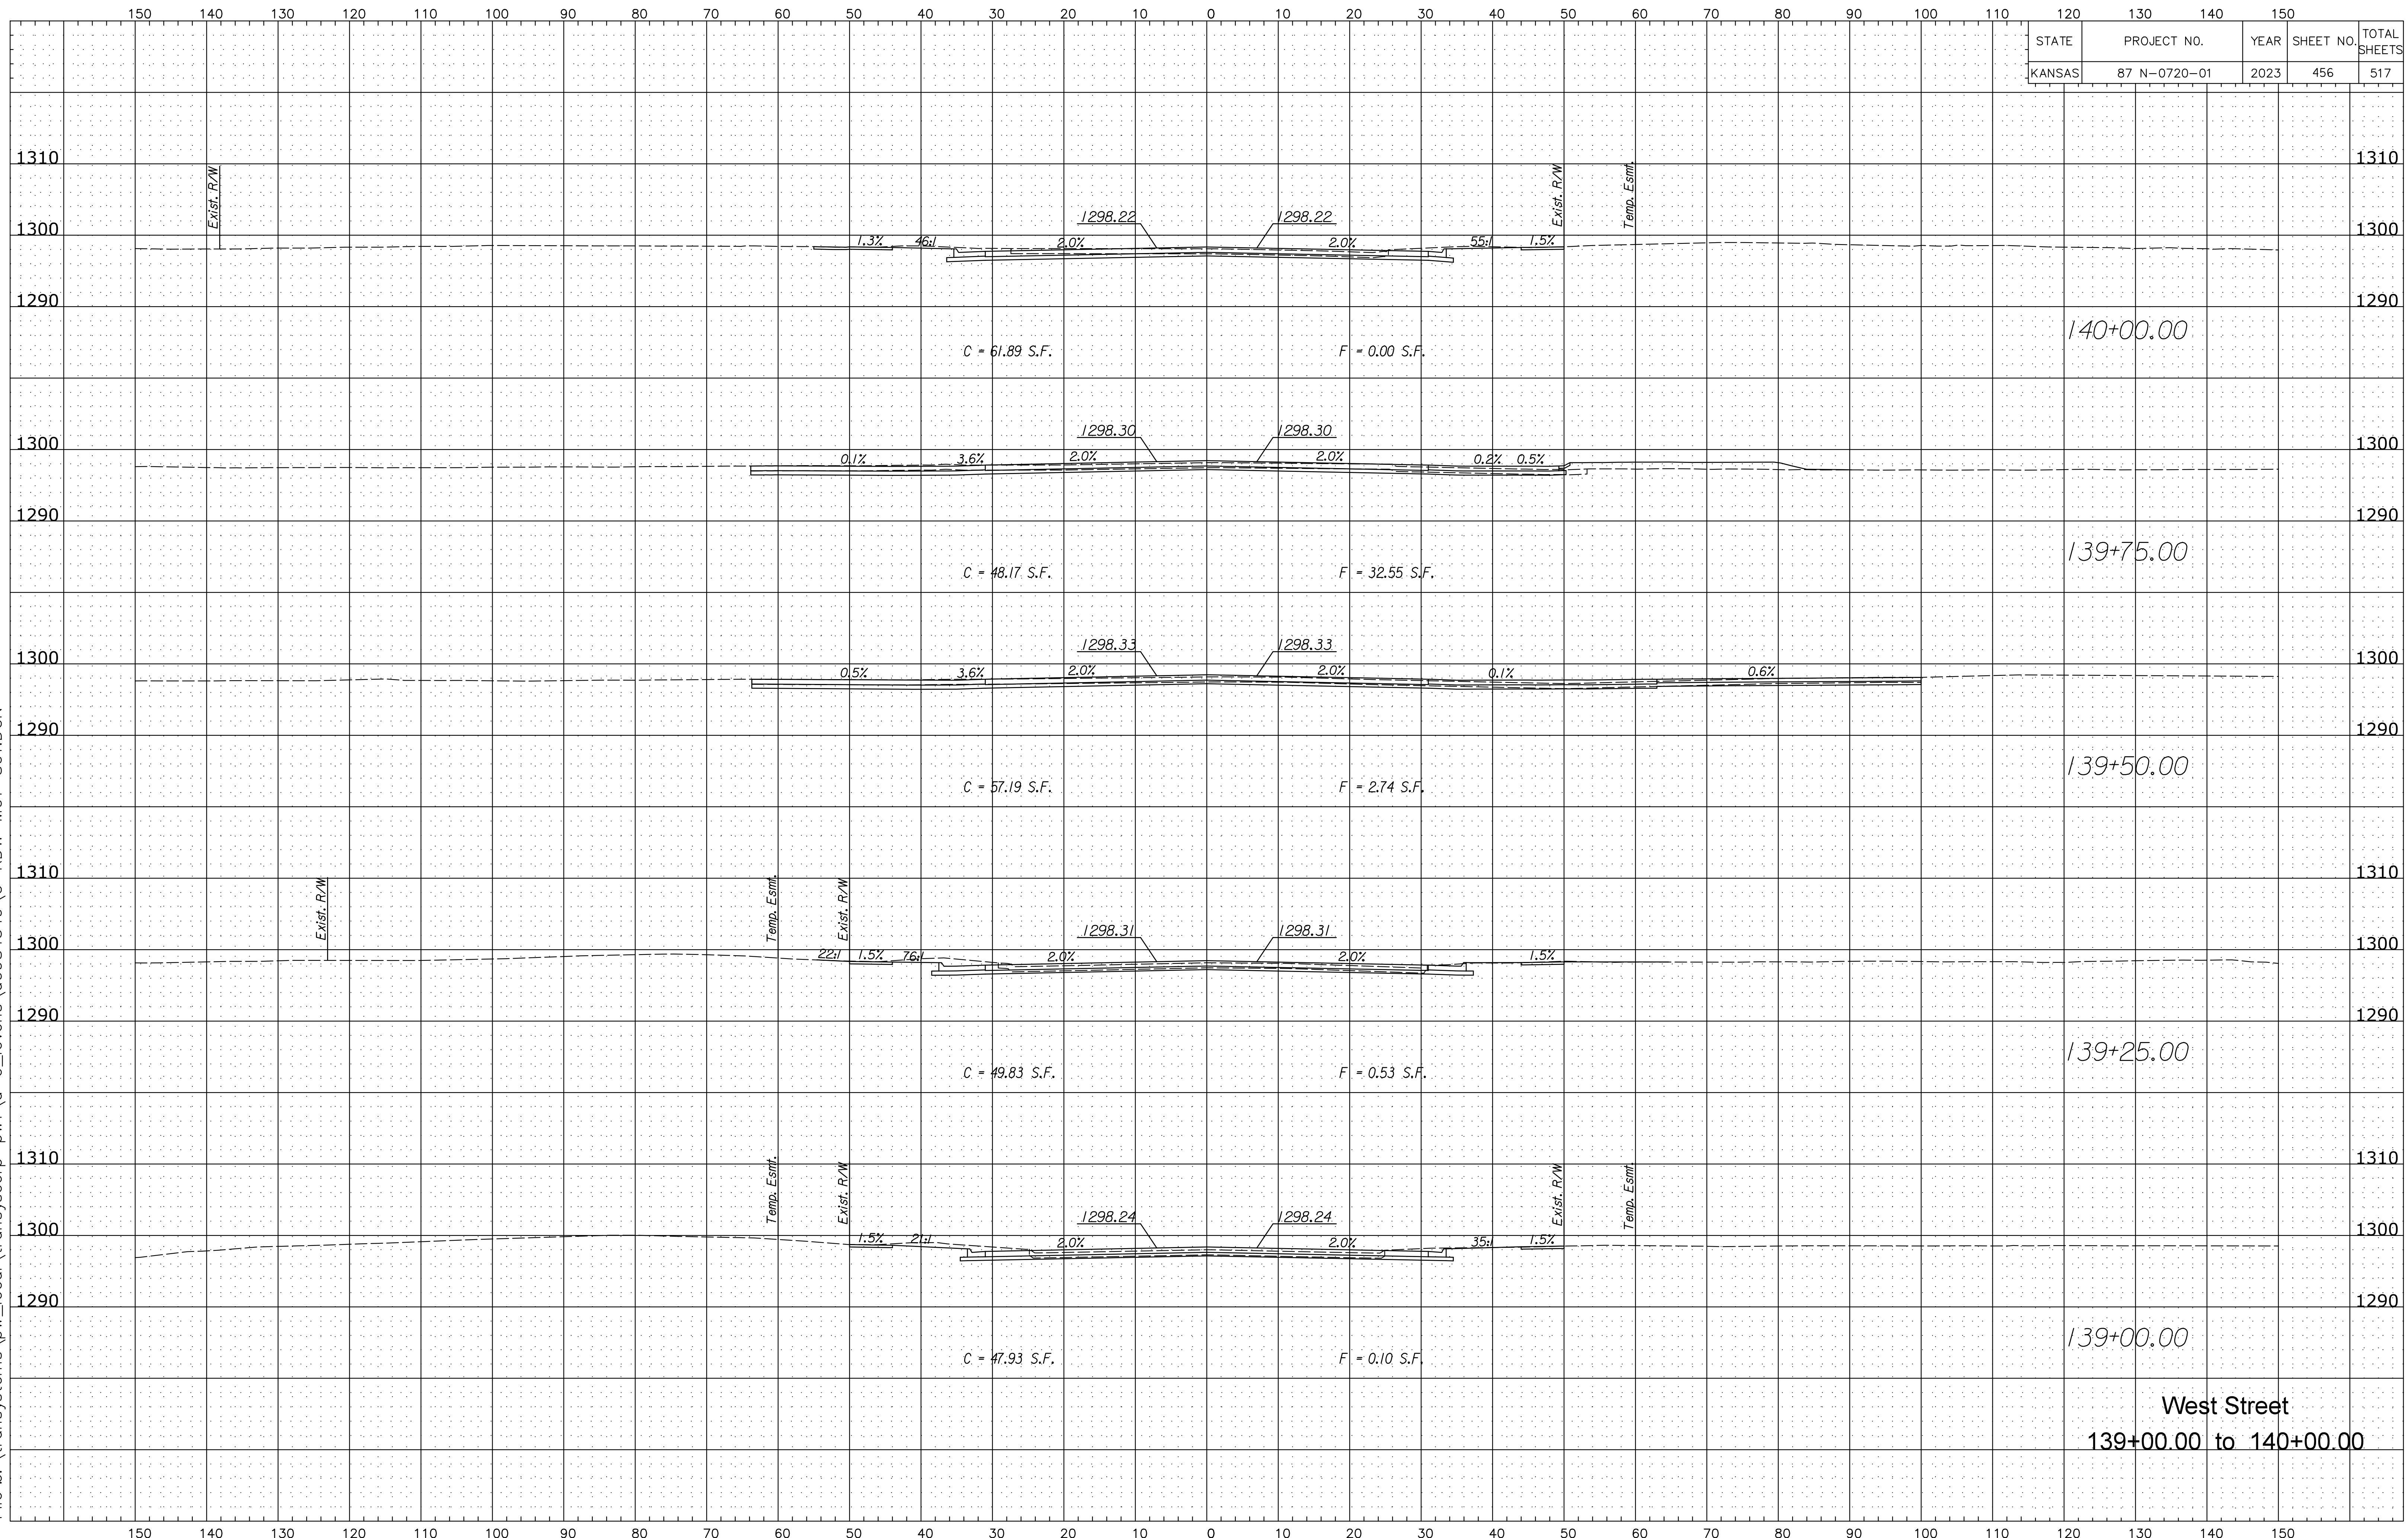 150 140 130 120 110 100 90 80 70 60 50 40 30 20 10 0 10 20 30 40 50 60 70 80 90 100 110 120 130 140 150
STATE PROJECT NO. YEAR SHEET NO. TOTAL SHEETS
KANSAS 87 N-0720-01 2023 456 517
1310 1310
Exist. R/W Exist. R/W Temp. Esmt.
1298.22 1298.22
1300 1300
1.3% 46:1 2.0% 2.0% 55:1 1.5%
1290 1290
140+00.00
C = 61.89 S.F. F = 0.00 S.F.
1298.30 1298.30
1300 1300
0.1% 3.6% 2.0% 2.0% 0.2% 0.5%
1290 1290
139+75.00
C = 48.17 S.F. F = 32.55 S.F.
1298.33 1298.33
1300 1300
0.5% 3.6% 2.0% 2.0% 0.1% 0.6%
1290 1290
139+50.00
C = 57.19 S.F. F = 2.74 S.F.
1310 1310
Exist. R/W Temp. Esmt. Exist. R/W
1298.31 1298.31
1300 1300
22:1 1.5% 76:1 2.0% 2.0% 1.5%
1290 1290
139+25.00
C = 49.83 S.F. F = 0.53 S.F.
1310 1310
Temp. Esmt. Exist. R/W Exist. R/W Temp. Esmt.
1298.24 1298.24
1300 1300
1.5% 21:1 2.0% 2.0% 35:1 1.5%
1290 1290
139+00.00
C = 47.93 S.F. F = 0.10 S.F.
West Street
139+00.00 to 140+00.00
150 140 130 120 110 100 90 80 70 60 50 40 30 20 10 0 10 20 30 40 50 60 70 80 90 100 110 120 130 140 150